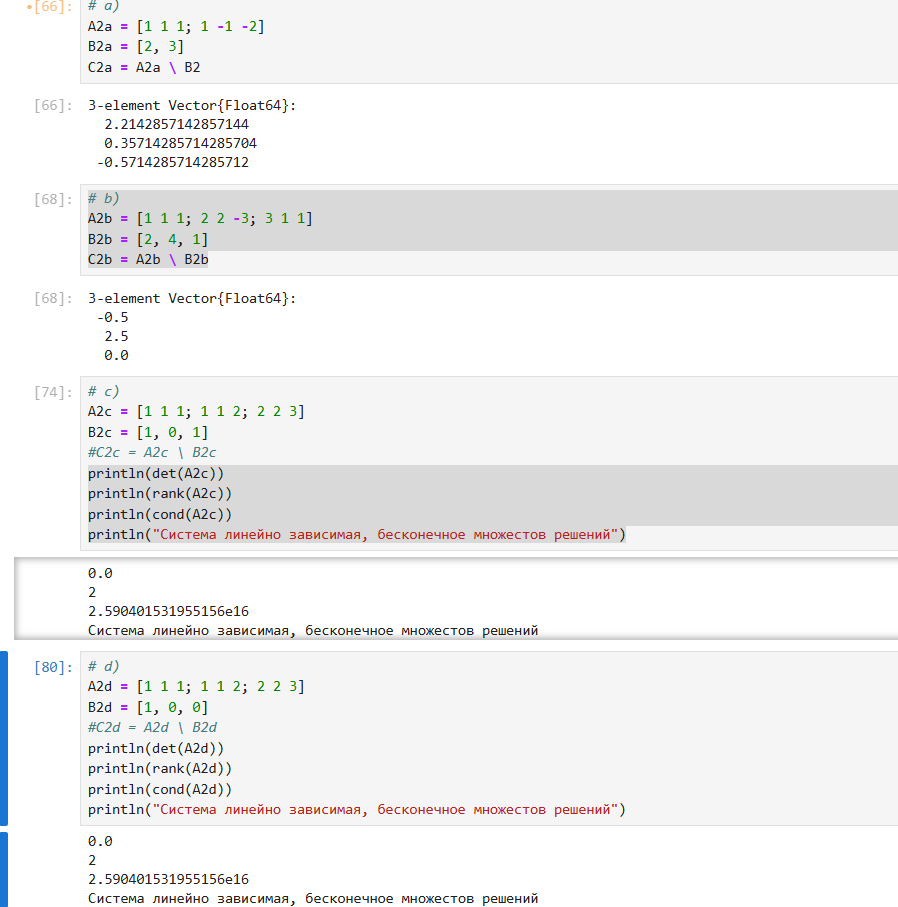 [66]: # a)
A2a = [1 1 1; 1 -1 -2]
B2a = [2, 3]
C2a = A2a \ B2
[66]: 3-element Vector{Float64}:
2.2142857142857144
0.35714285714285704
-0.5714285714285712
[68]: # b)
A2b = [1 1 1; 2 2 -3; 3 1 1]
B2b = [2, 4, 1]
C2b = A2b \ B2b
[68]: 3-element Vector{Float64}:
-0.5
2.5
0.0
[74]: # c)
A2c = [1 1 1; 1 1 2; 2 2 3]
B2c = [1, 0, 1]
#C2c = A2c \ B2c
println(det(A2c))
println(rank(A2c))
println(cond(A2c))
println("Система линейно зависимая, бесконечное множестов решений")
0.0
2
2.590401531955156e16
Система линейно зависимая, бесконечное множестов решений
[80]: # d)
A2d = [1 1 1; 1 1 2; 2 2 3]
B2d = [1, 0, 0]
#C2d = A2d \ B2d
println(det(A2d))
println(rank(A2d))
println(cond(A2d))
println("Система линейно зависимая, бесконечное множестов решений")
0.0
2
2.590401531955156e16
Система линейно зависимая, бесконечное множестов решений